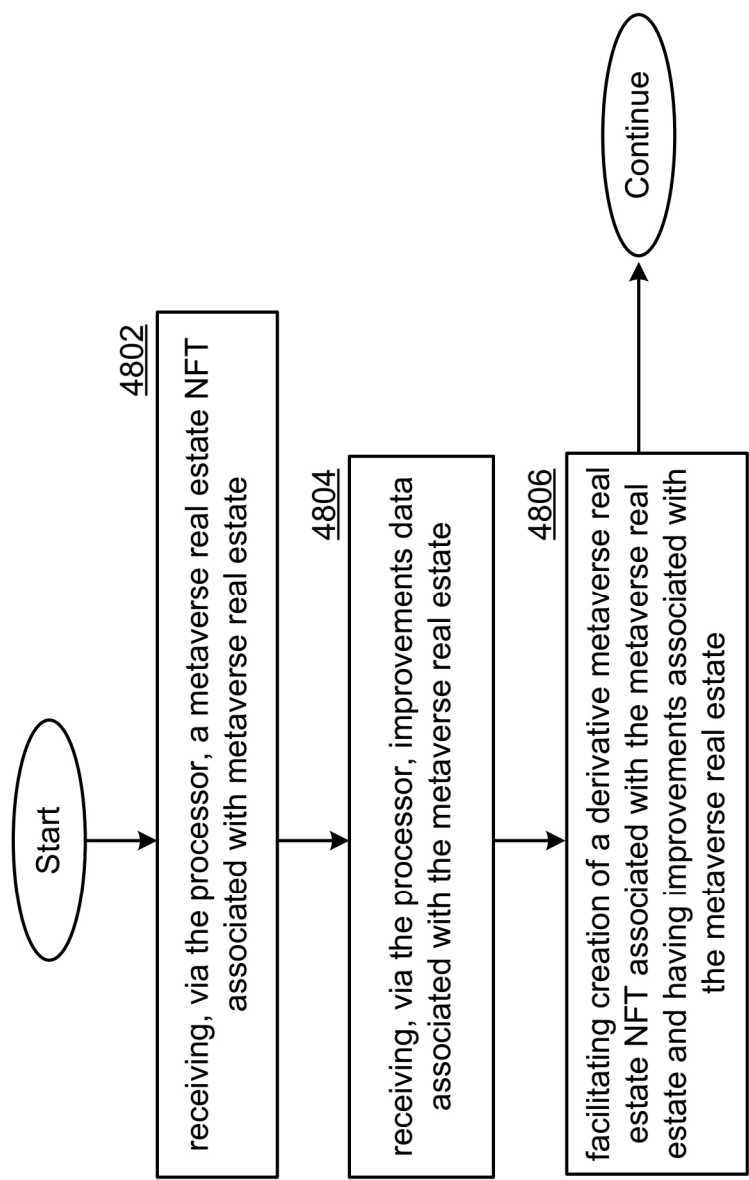 Start
4802
receiving, via the processor, a metaverse real estate NFT
associated with metaverse real estate
4804
receiving, via the processor, improvements data
associated with the metaverse real estate
4806
facilitating creation of a derivative metaverse real
estate NFT associated with the metaverse real
estate and having improvements associated with
the metaverse real estate
Continue